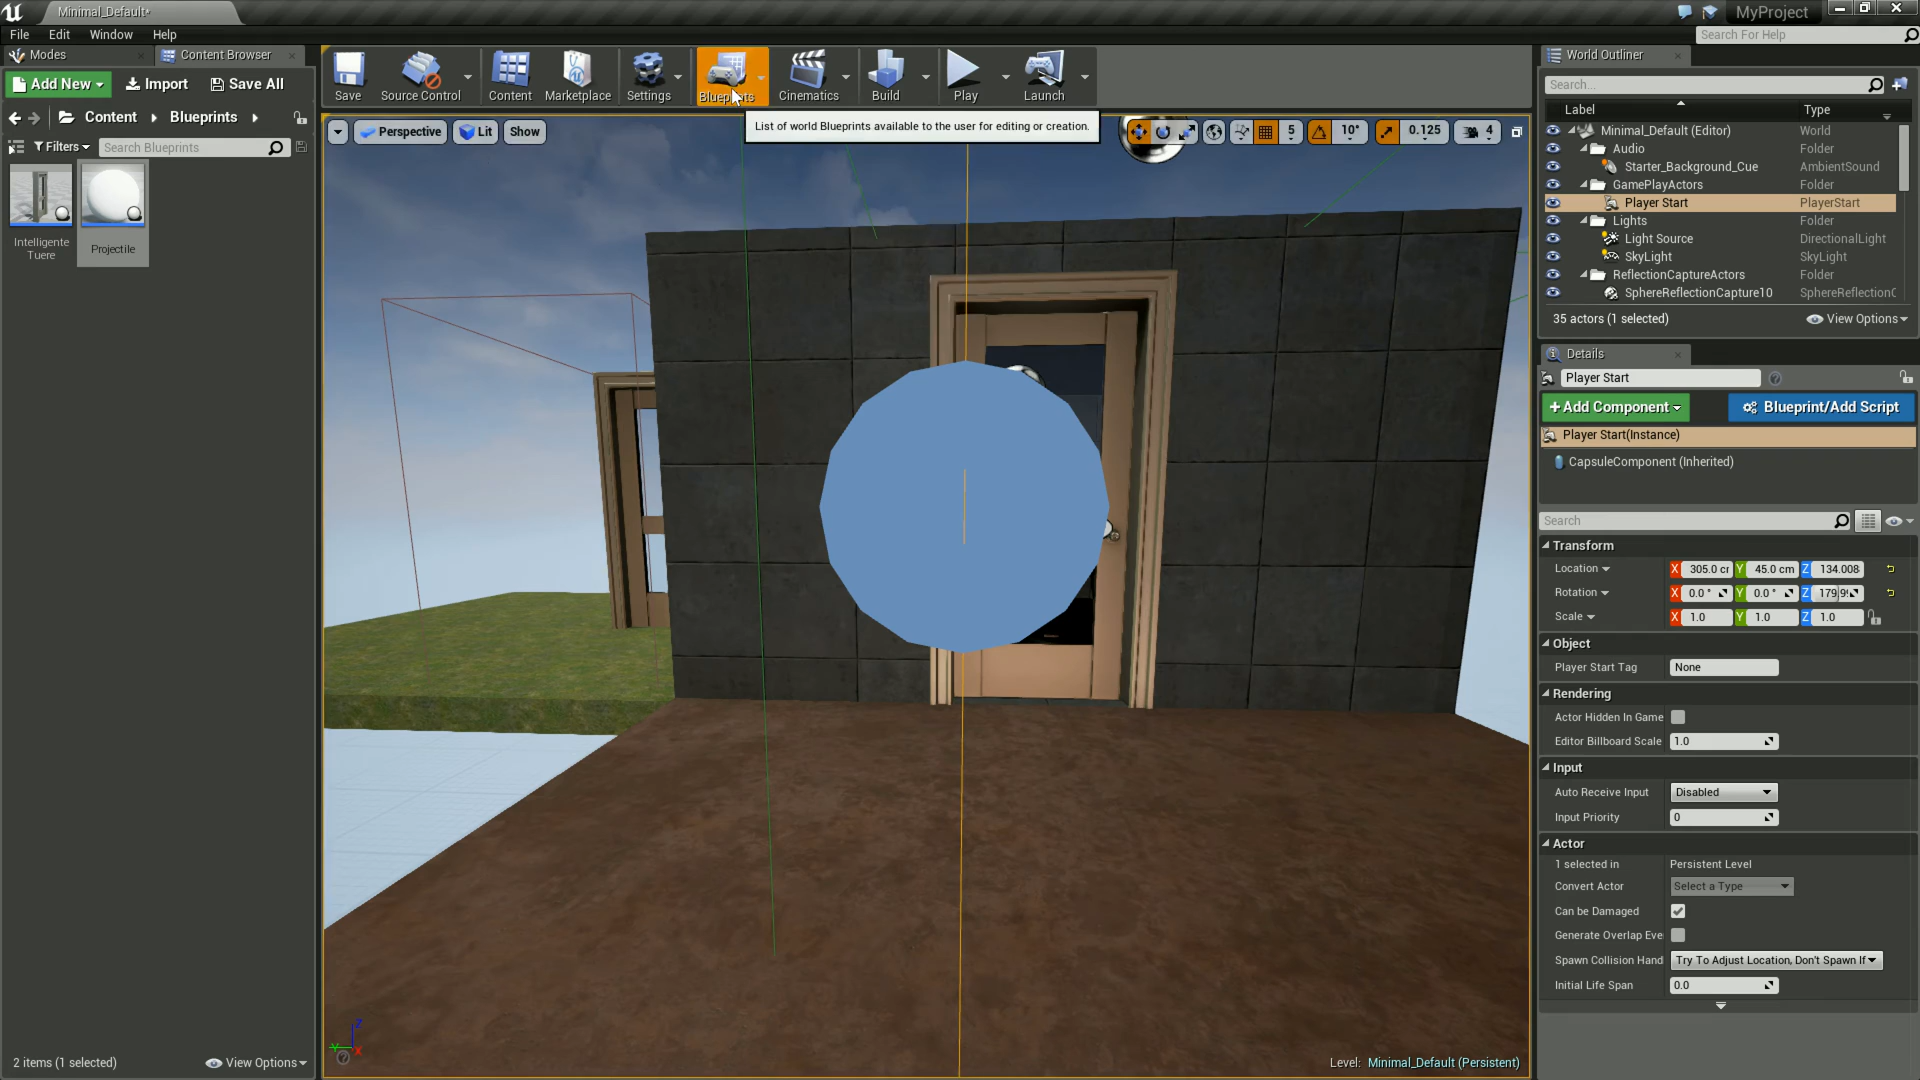 Minimal_Default*
MyProject
File Edit Window Help
Search For Help
Modes
Content Browser
World Outliner
Add New
Import
Save All
Save
Source Control
Content
Marketplace
Settings
Blueprints
Cinematics
Build
Play
Launch
Search...
Content
Blueprints
List of world Blueprints available to the user for editing or creation.
Label Type
Perspective
Lit
Show
5
10°
0.125
4
Filters
Search Blueprints
Minimal_Default (Editor) World
Audio Folder
Starter_Background_Cue AmbientSound
GamePlayActors Folder
Player Start PlayerStart
Lights Folder
Light Source DirectionalLight
SkyLight SkyLight
ReflectionCaptureActors Folder
SphereReflectionCapture10 SphereReflectionC
Intelligente
Tuere
Projectile
35 actors (1 selected)
View Options
Details
Player Start
+Add Component
Blueprint/Add Script
Player Start(Instance)
CapsuleComponent (Inherited)
Search
Transform
Location X 305.0 cr Y 45.0 cm Z 134.008
Rotation X 0.0 ° Y 0.0 ° Z 179.9
Scale X 1.0 Y 1.0 Z 1.0
Object
Player Start Tag None
Rendering
Actor Hidden In Game
Editor Billboard Scale 1.0
Input
Auto Receive Input Disabled
Input Priority 0
Actor
1 selected in Persistent Level
Convert Actor Select a Type
Can be Damaged
Generate Overlap Eve
Spawn Collision Hand Try To Adjust Location, Don't Spawn If
Initial Life Span 0.0
2 items (1 selected)
View Options
Z
Y
X
Level: Minimal_Default (Persistent)